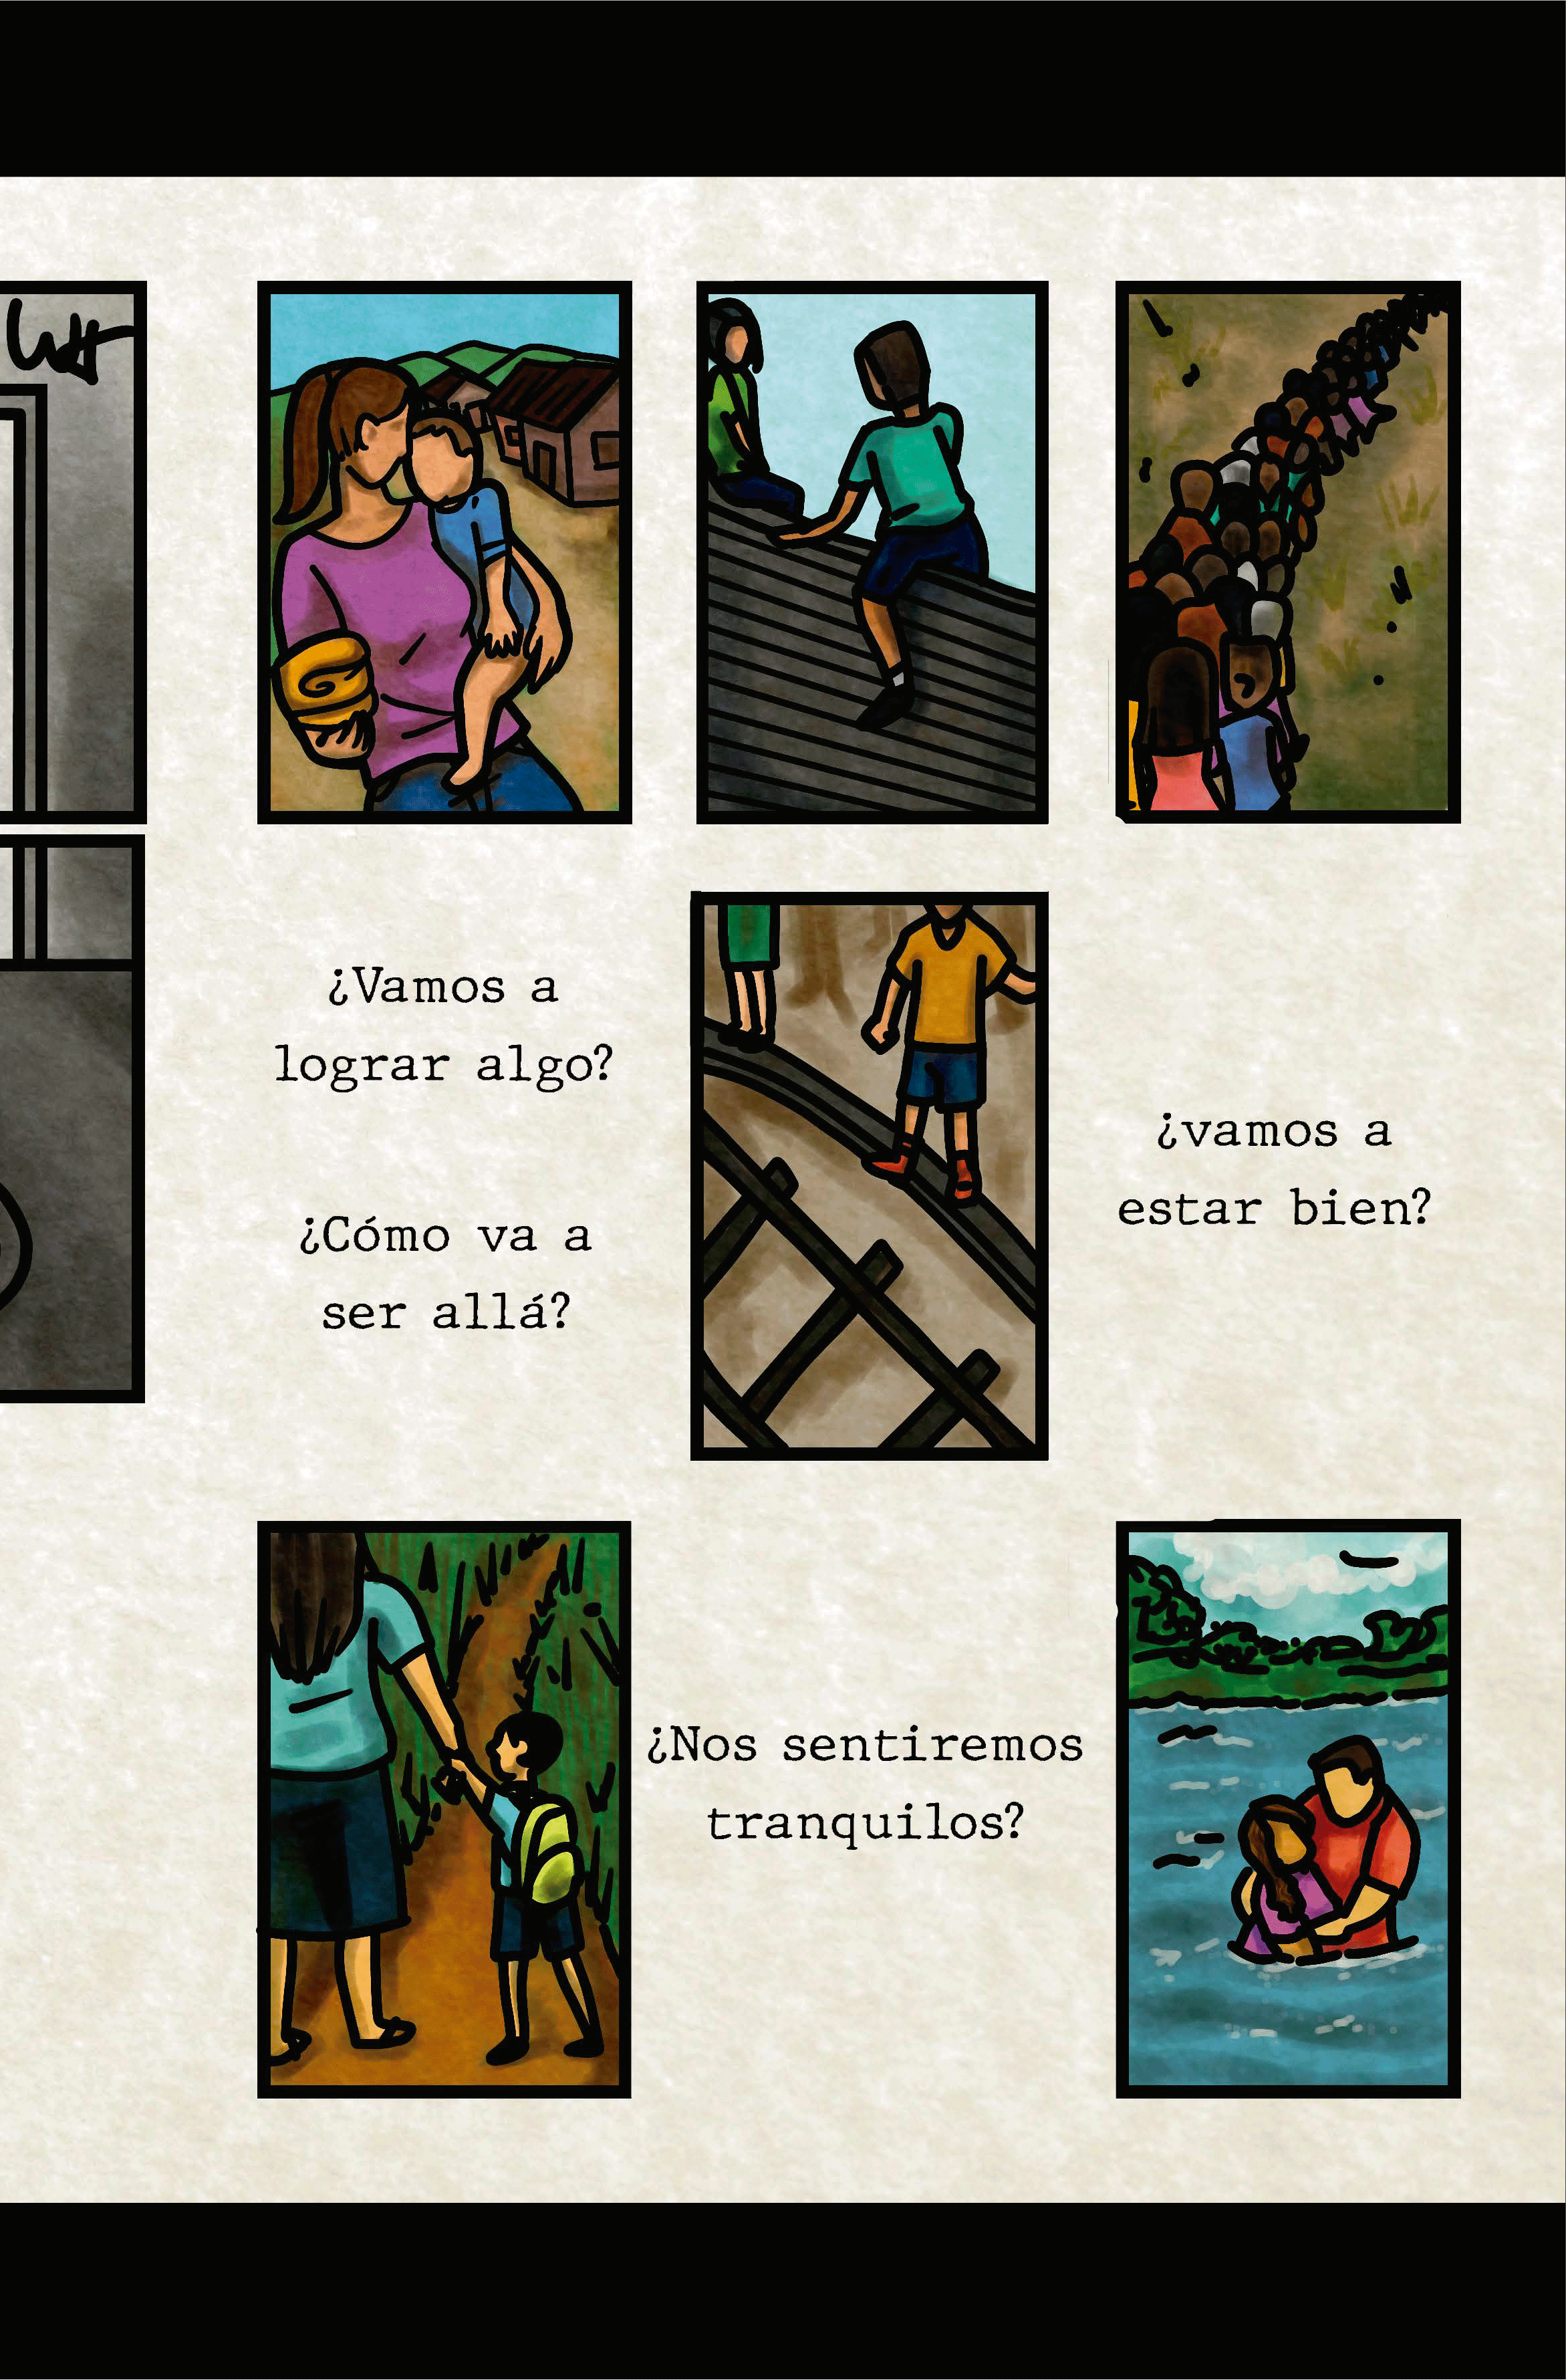 ¿Vamos a
lograr algo?
¿Cómo va a
ser allá?
¿vamos a
estar bien?
¿Nos sentiremos
tranquilos?